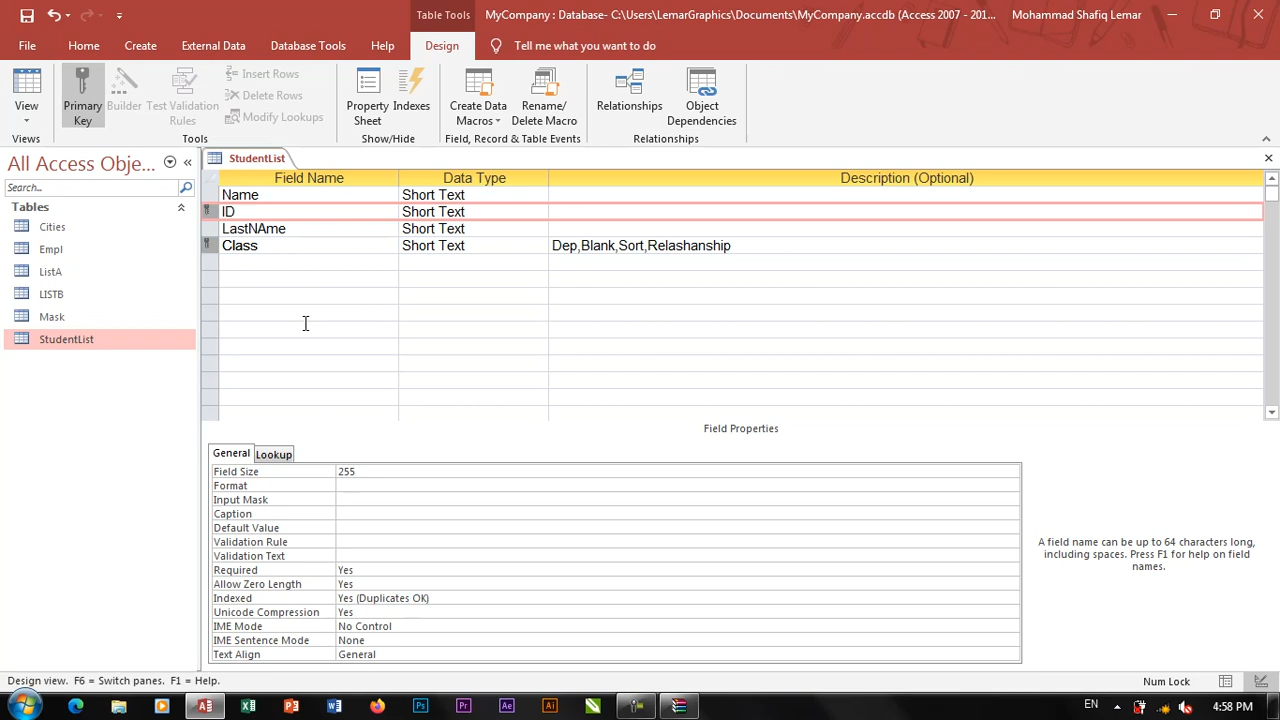 Table Tools
MyCompany : Database- C:\Users\LemarGraphics\Documents\MyCompany.accdb (Access 2007 - 201...
Mohammad Shafiq Lemar
File Home Create External Data Database Tools Help Design Tell me what you want to do
View
Primary Key
Builder
Test Validation Rules
Insert Rows
Delete Rows
Modify Lookups
Property Sheet
Indexes
Create Data Macros
Rename/ Delete Macro
Relationships
Object Dependencies
Views Tools Show/Hide Field, Record & Table Events Relationships
All Access Obje...
Search...
Tables
Cities
Empl
ListA
LISTB
Mask
StudentList
StudentList
Field Name Data Type Description (Optional)
Name Short Text
ID Short Text
LastNAme Short Text
Class Short Text Dep,Blank,Sort,Relashanship
Field Properties
General Lookup
Field Size 255
Format
Input Mask
Caption
Default Value
Validation Rule
Validation Text
Required Yes
Allow Zero Length Yes
Indexed Yes (Duplicates OK)
Unicode Compression Yes
IME Mode No Control
IME Sentence Mode None
Text Align General
A field name can be up to 64 characters long,
including spaces. Press F1 for help on field
names.
Design view. F6 = Switch panes. F1 = Help.
Num Lock
EN 4:58 PM